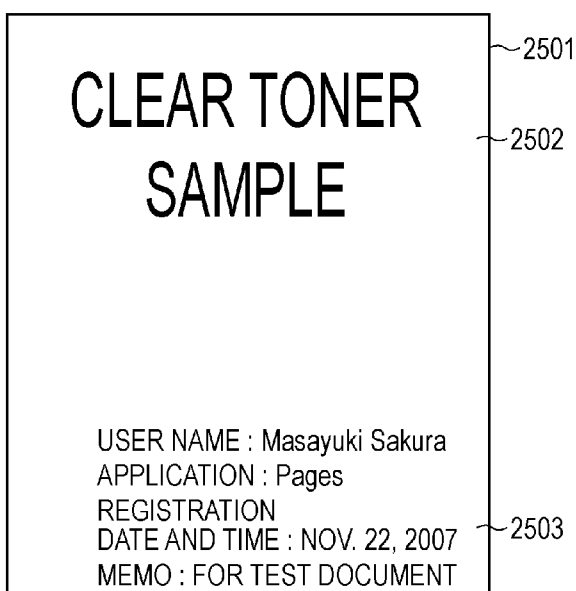 CLEAR TONER
SAMPLE
2501
2502
USER NAME : Masayuki Sakura
APPLICATION : Pages
REGISTRATION
DATE AND TIME : NOV. 22, 2007
MEMO : FOR TEST DOCUMENT
2503